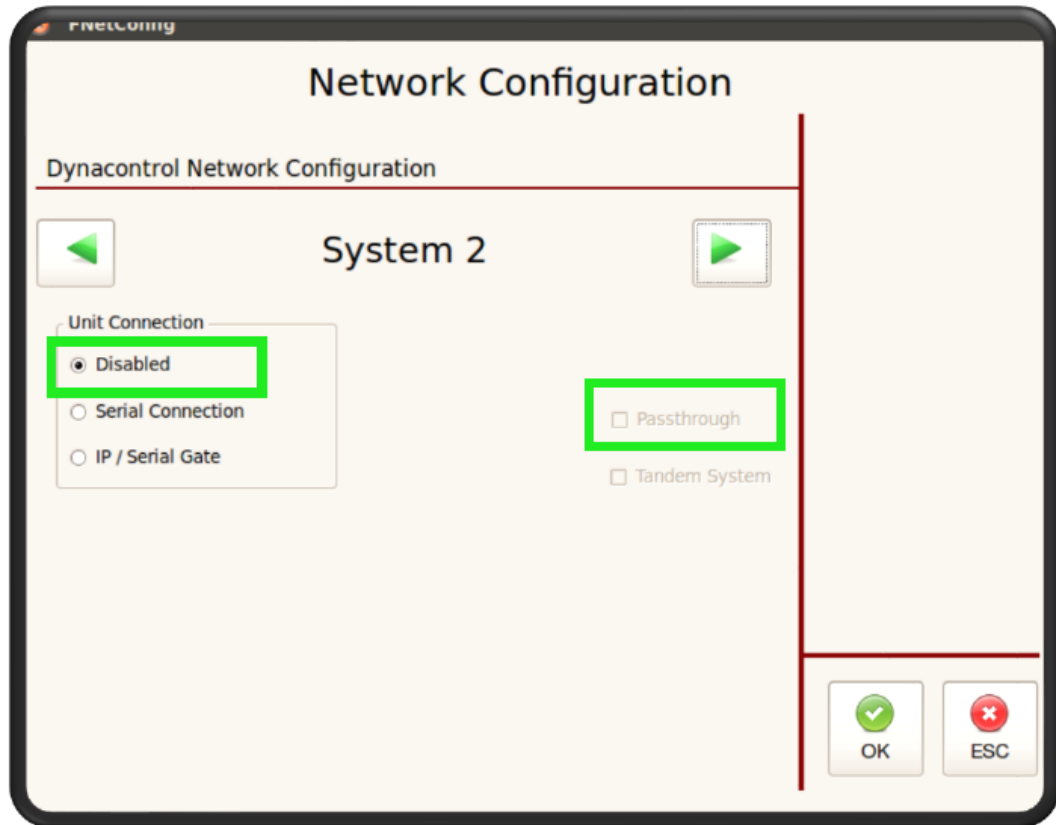 FNetConfig
Network Configuration
Dynacontrol Network Configuration
System 2
Unit Connection
Disabled
Serial Connection
IP / Serial Gate
Passthrough
Tandem System
OK
ESC